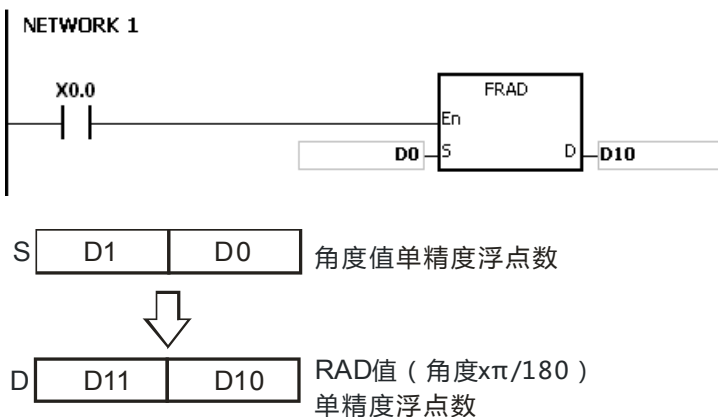 NETWORK 1
X0.0
FRAD
En
D0 S D D10
S D1 D0 角度值单精度浮点数
D D11 D10 RAD值（角度xπ/180）
单精度浮点数